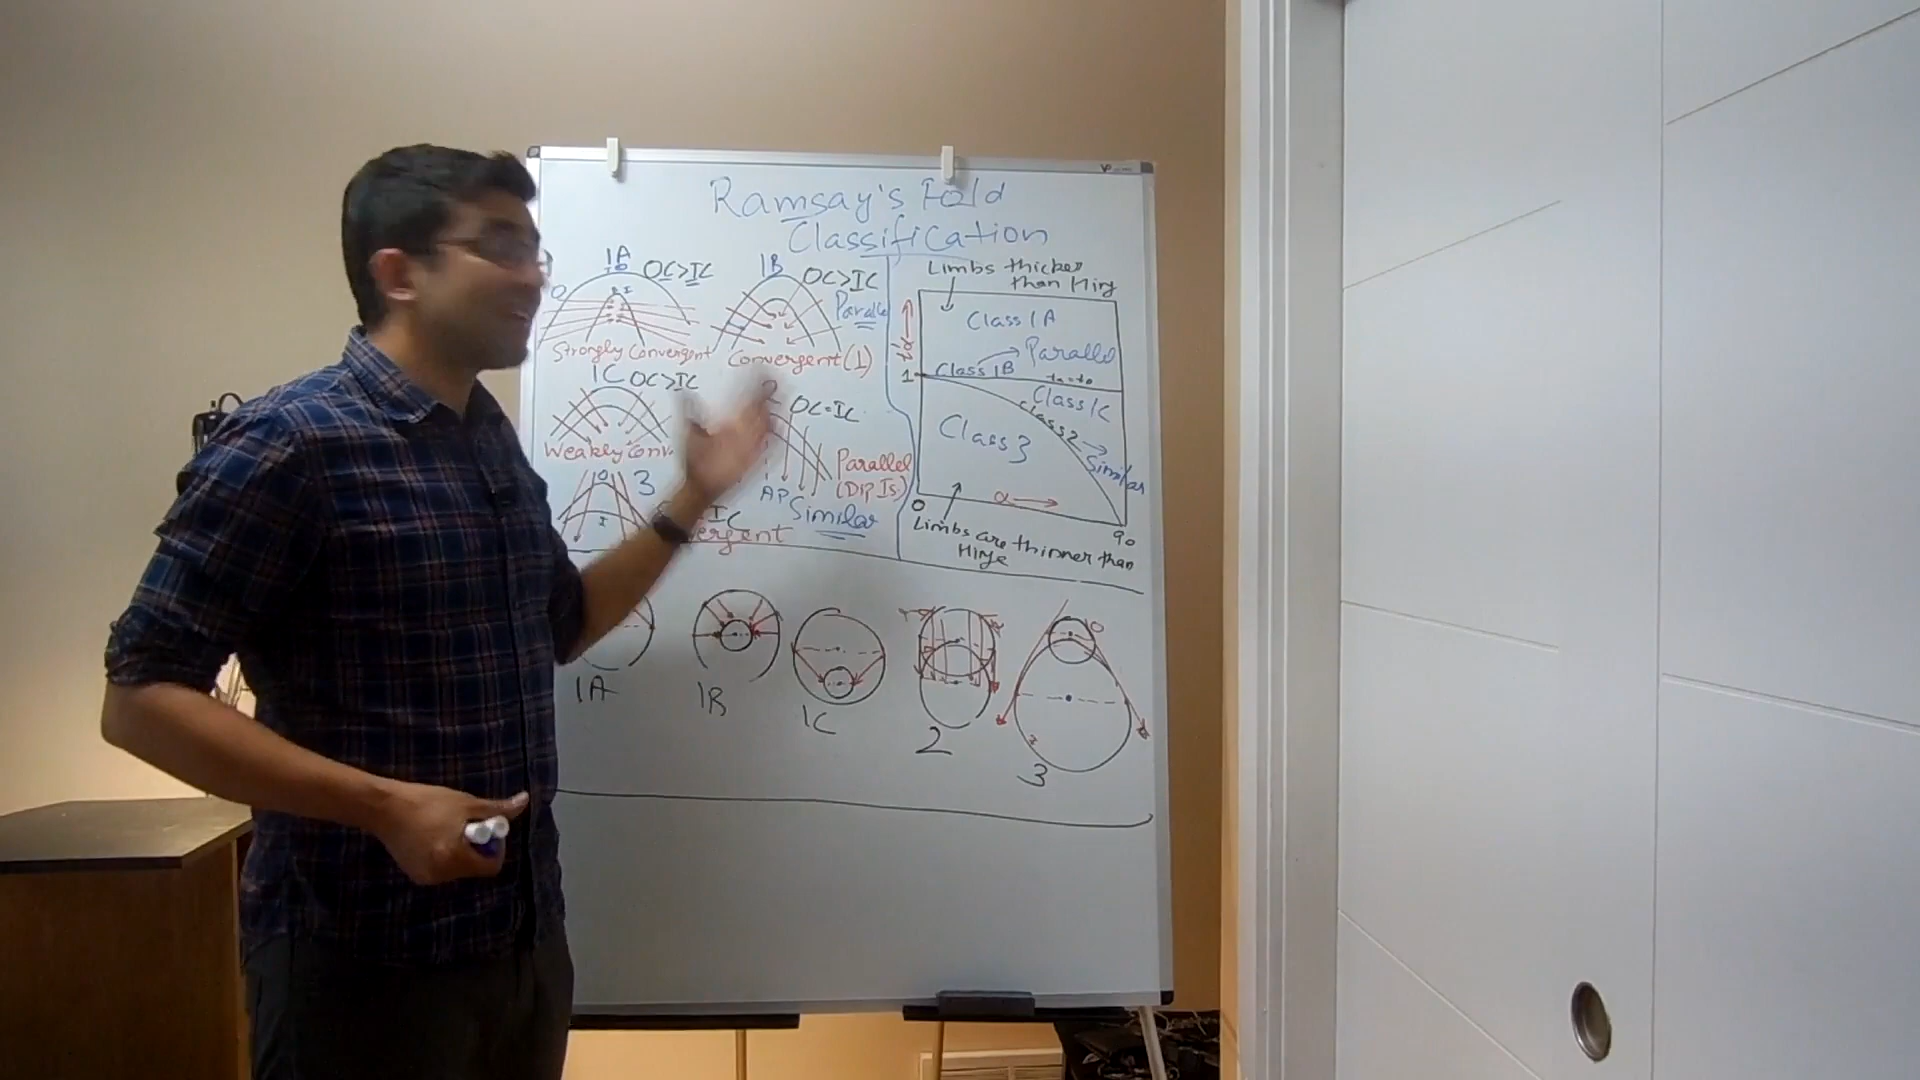 Ramsay's Fold
Classification
1A
OC>IC
O
I
Strongly Convergent
1B
OC>IC
Parallel
Convergent (1)
1C OC>IC
Weakly Conv.
2
OC=IC
Parallel
(Dip Is.)
AP
Similar
O
3
I
IC
ergent
Limbs thicker
than Hing
Class 1A
Parallel
Class 1B
1
Class 1C
Class 2
Similar
Class 3
α
0
90
Limbs are thinner than
Hinge
1A
1B
1C
2
3
O
I